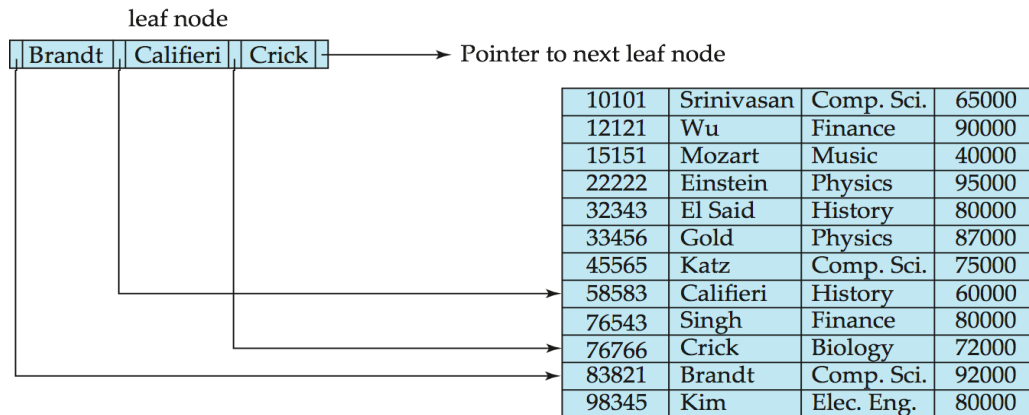 leaf node
Brandt Califieri Crick
Pointer to next leaf node
10101 Srinivasan Comp. Sci. 65000
12121 Wu Finance 90000
15151 Mozart Music 40000
22222 Einstein Physics 95000
32343 El Said History 80000
33456 Gold Physics 87000
45565 Katz Comp. Sci. 75000
58583 Califieri History 60000
76543 Singh Finance 80000
76766 Crick Biology 72000
83821 Brandt Comp. Sci. 92000
98345 Kim Elec. Eng. 80000